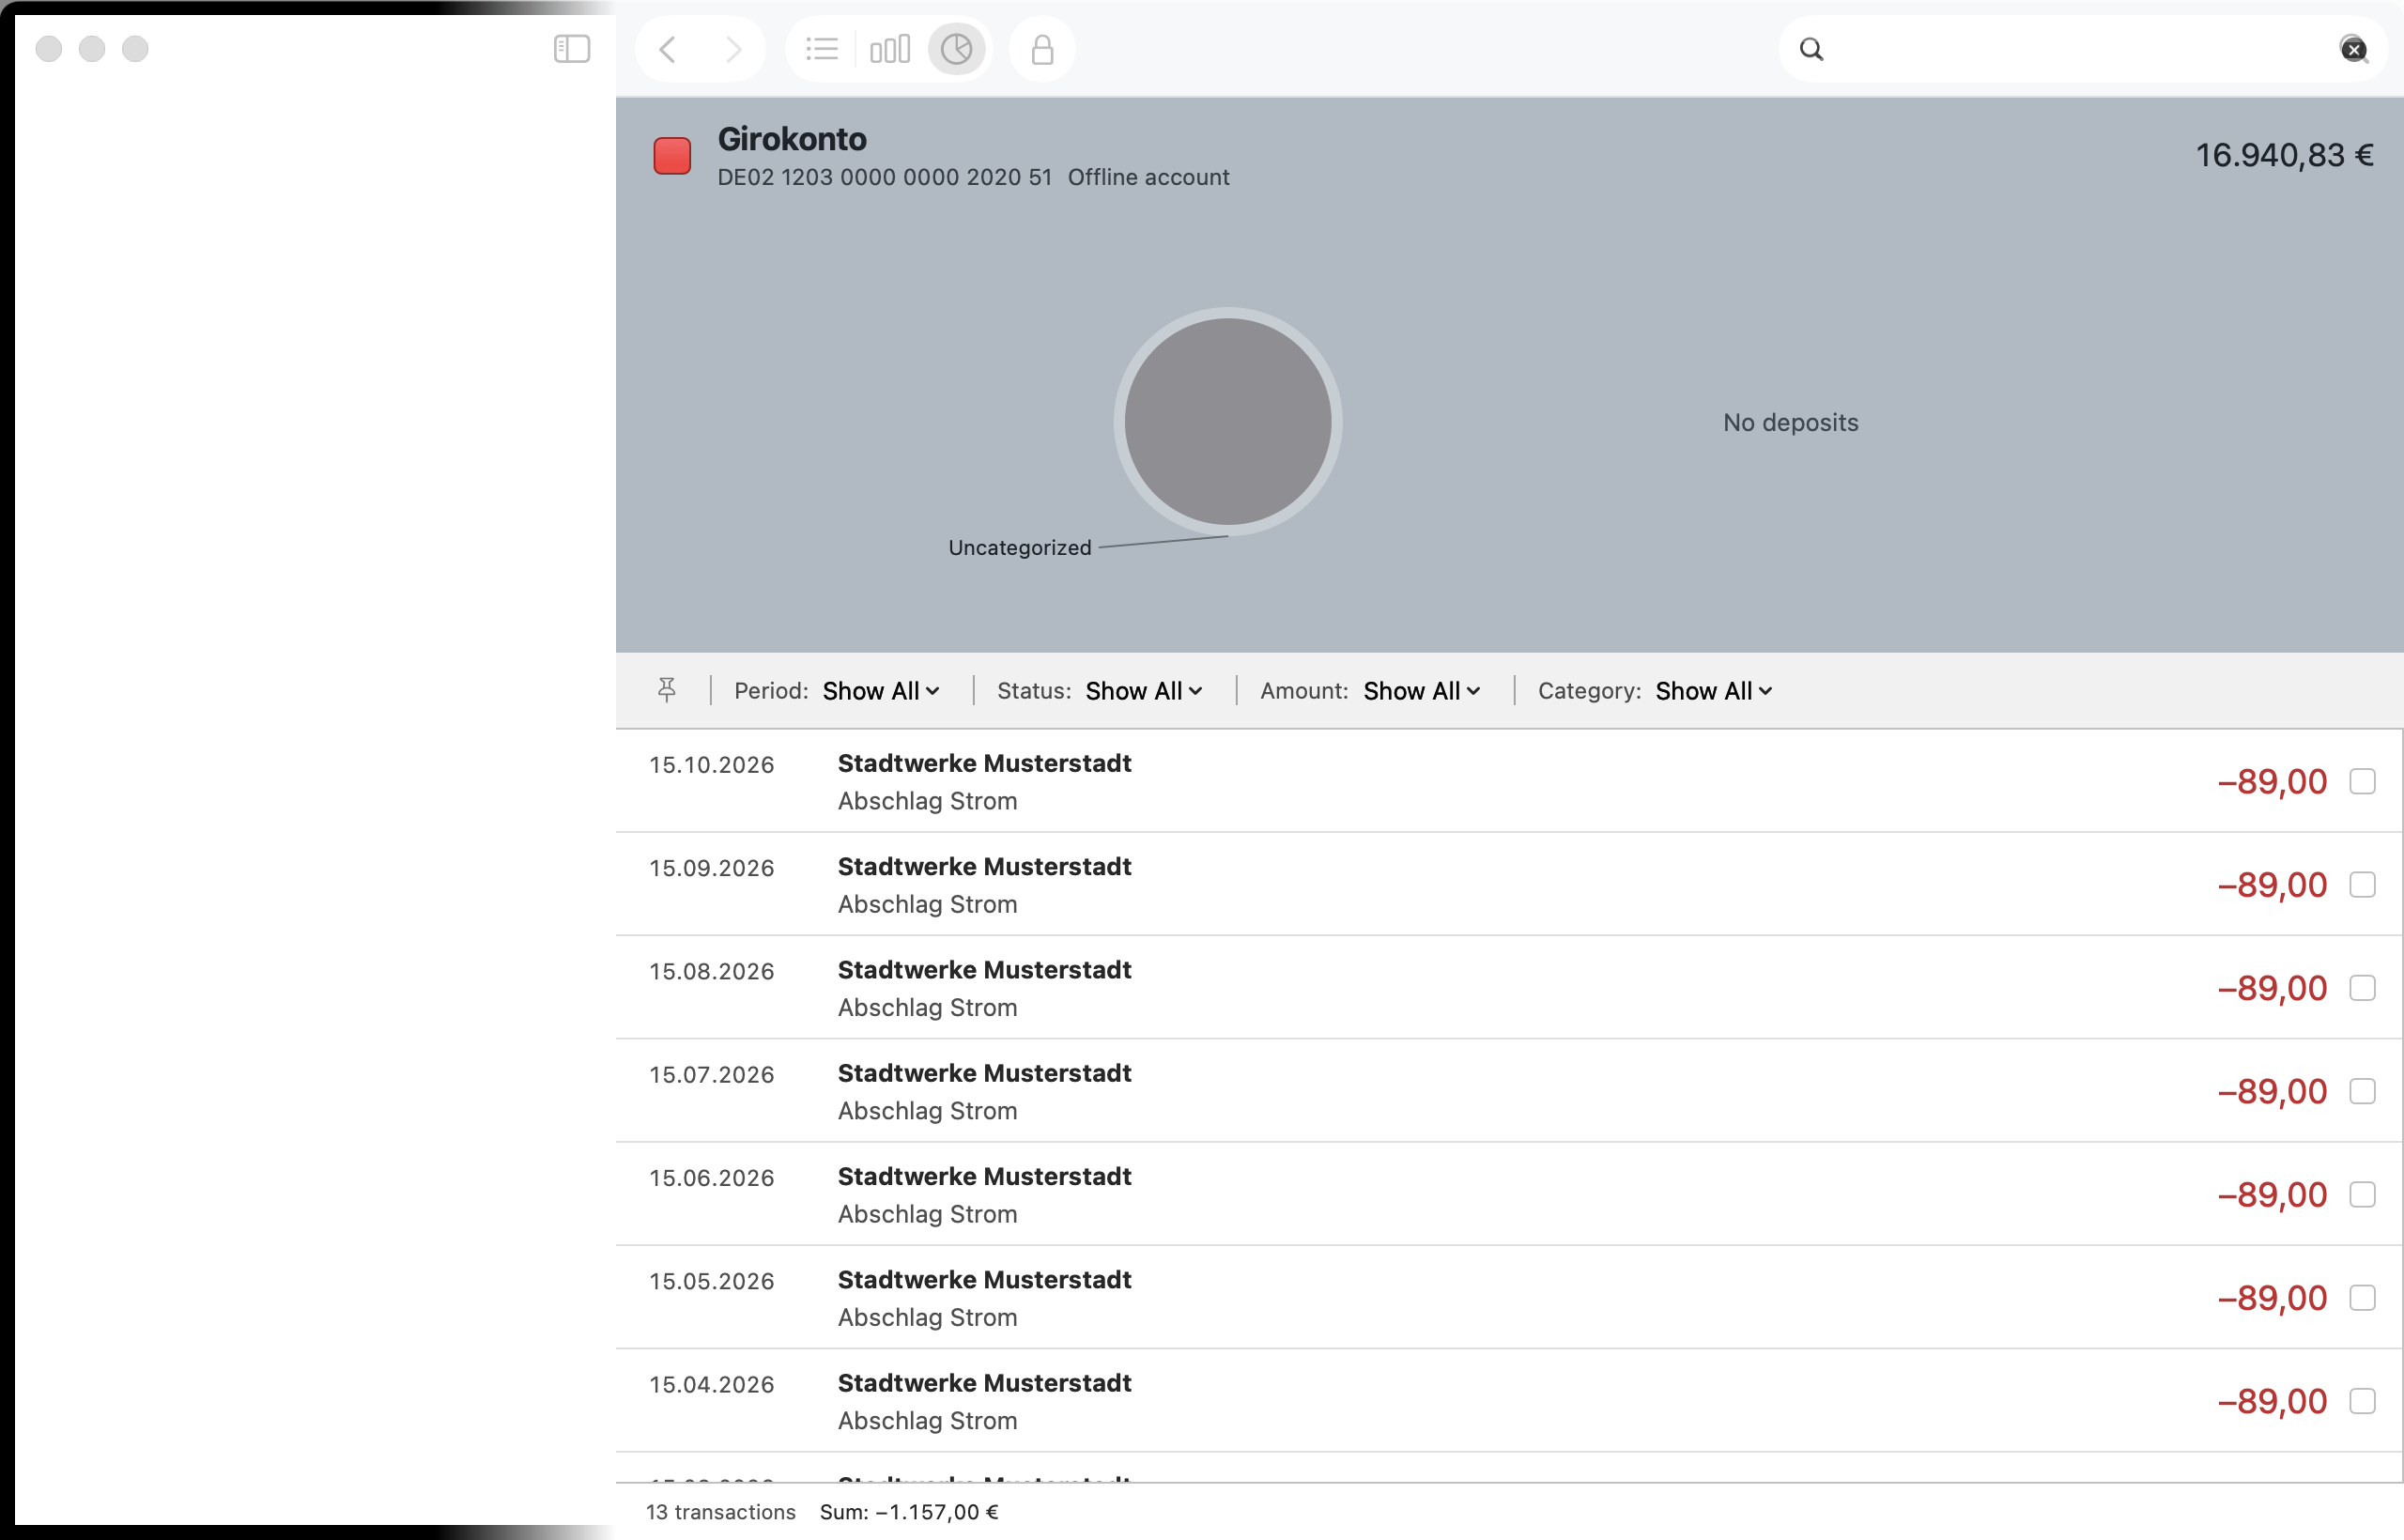 Girokonto
16.940,83 €
DE02 1203 0000 0000 2020 51 Offline account
No deposits
Uncategorized
Period: Show All Status: Show All Amount: Show All Category: Show All
15.10.2026 Stadtwerke Musterstadt
Abschlag Strom
–89,00
15.09.2026 Stadtwerke Musterstadt
Abschlag Strom
–89,00
15.08.2026 Stadtwerke Musterstadt
Abschlag Strom
–89,00
15.07.2026 Stadtwerke Musterstadt
Abschlag Strom
–89,00
15.06.2026 Stadtwerke Musterstadt
Abschlag Strom
–89,00
15.05.2026 Stadtwerke Musterstadt
Abschlag Strom
–89,00
15.04.2026 Stadtwerke Musterstadt
Abschlag Strom
–89,00
13 transactions Sum: –1.157,00 €